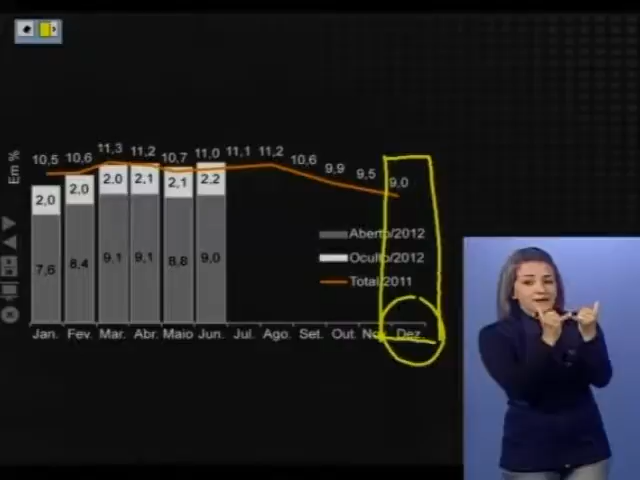 10,5 10,6 11,3 11,2 10,7 11,0 11,1 11,2 10,6 9,9 9,5 9,0
Em %
2,0 2,0 2,0 2,1 2,1 2,2
Aberto/2012
Oculto/2012
7,6 8,4 9,1 9,1 8,8 9,0
Total/2011
Jan. Fev. Mar. Abr. Maio Jun. Jul. Ago. Set. Out. Nov. Dez.